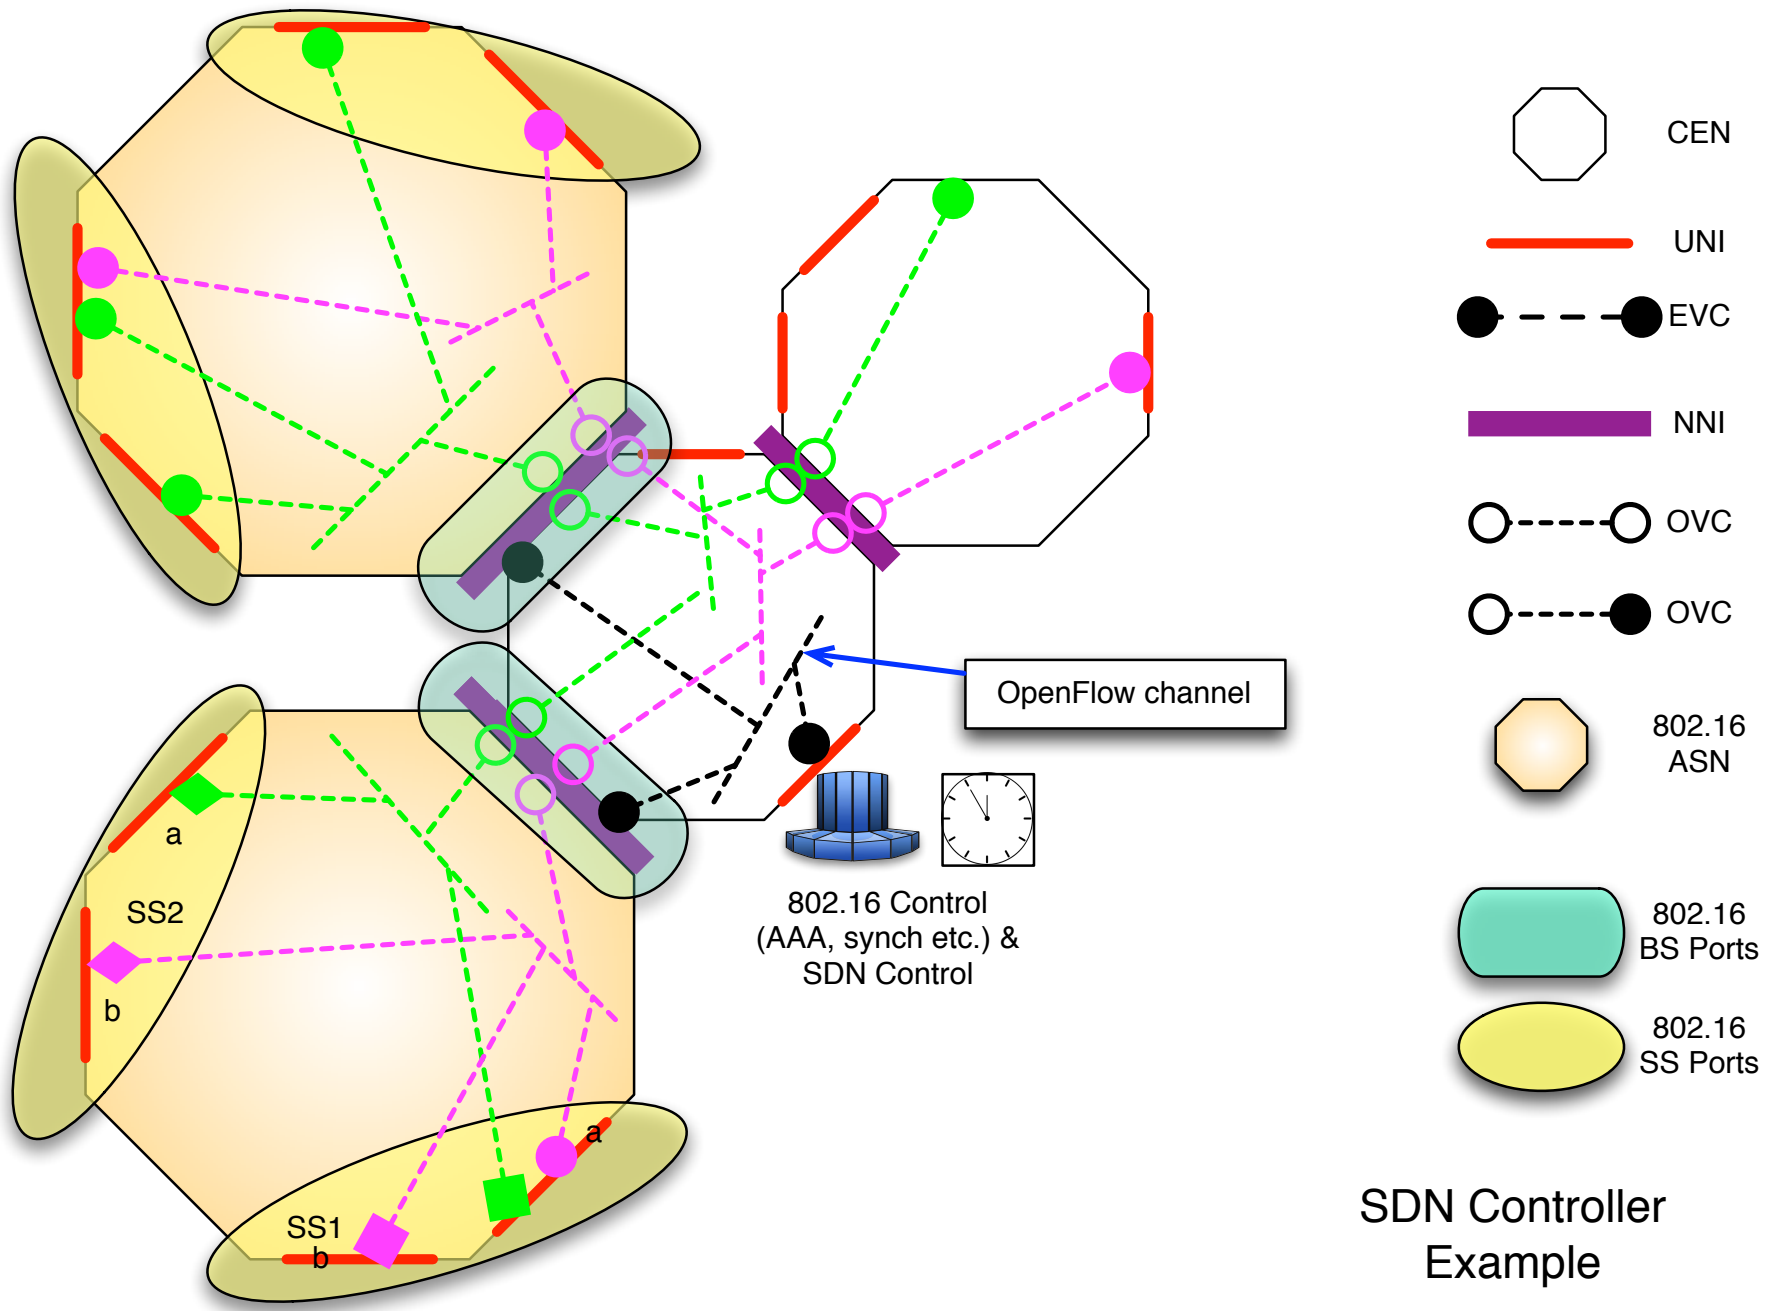 CEN
UNI
EVC
NNI
OVC
OVC
OpenFlow channel
802.16
ASN
a
SS2
b
802.16 Control
(AAA, synch etc.) &
SDN Control
802.16
BS Ports
802.16
SS Ports
a
SS1
b
SDN Controller
Example